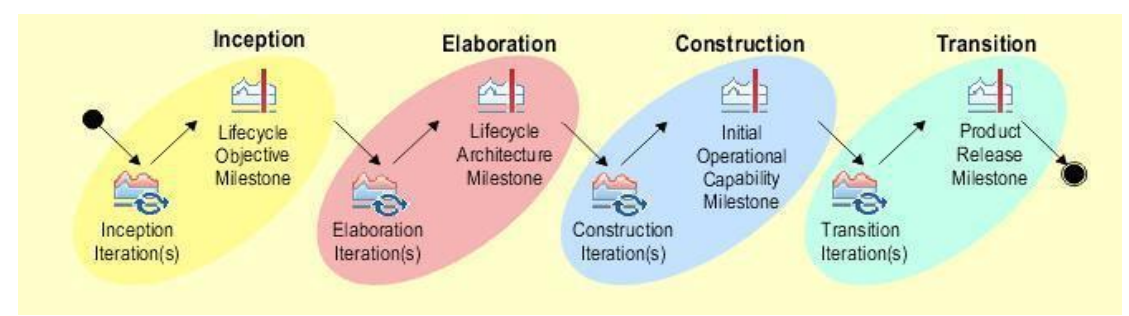 Inception
Elaboration
Construction
Transition
Lifecycle
Objective
Milestone
Inception
Iteration(s)
Lifecycle
Architecture
Milestone
Elaboration
Iteration(s)
Initial
Operational
Capability
Milestone
Construction
Iteration(s)
Product
Release
Milestone
Transition
Iteration(s)